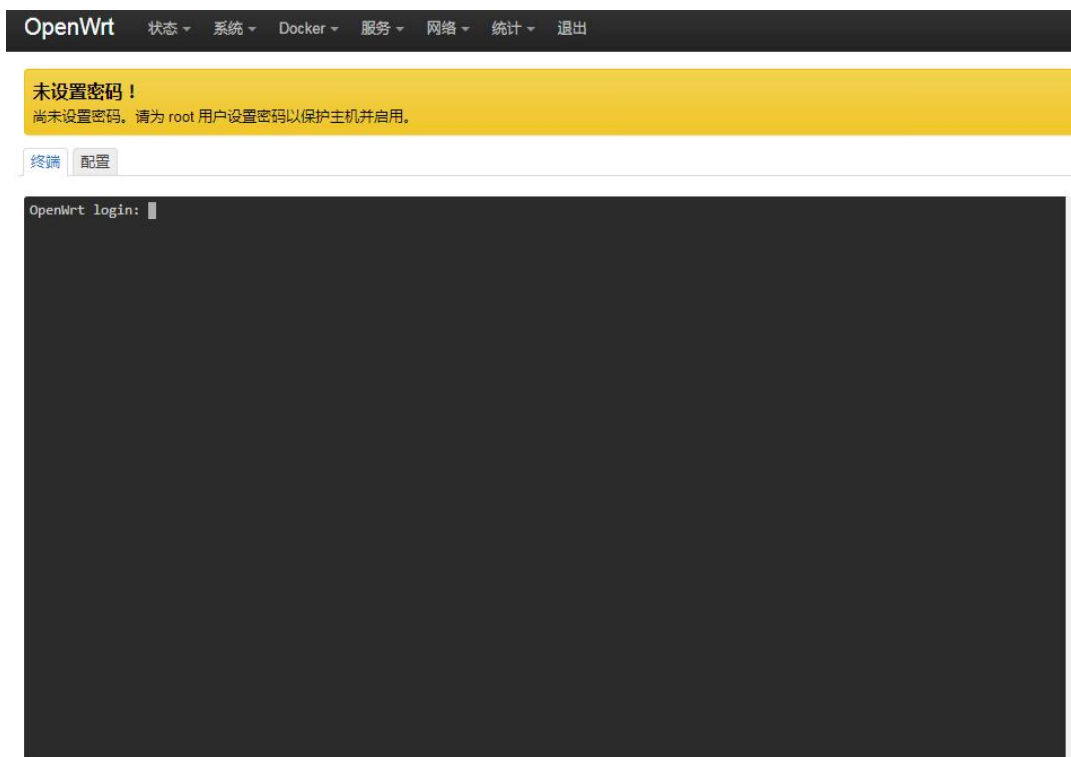 OpenWrt 状态 系统 Docker 服务 网络 统计 退出
未设置密码！
尚未设置密码。请为 root 用户设置密码以保护主机并启用。
终端 配置
OpenWrt login: